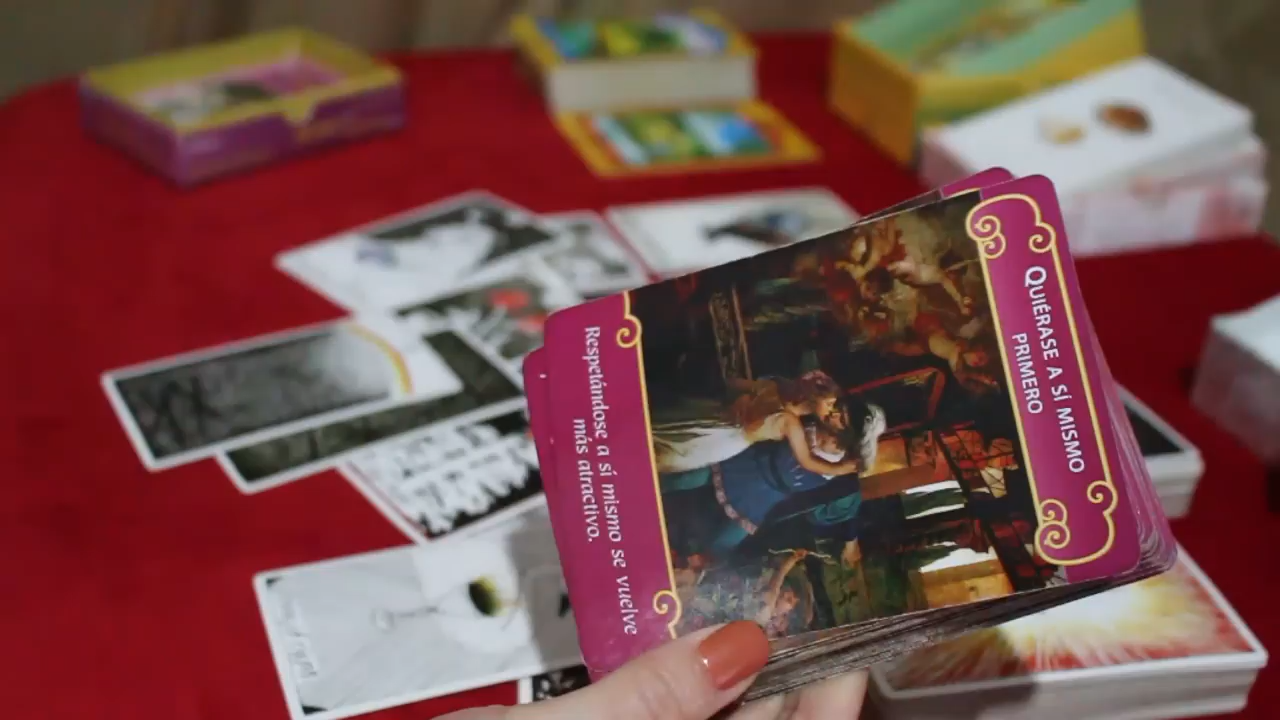 QUIÉRASE A SÍ MISMO
PRIMERO
Respetándose a sí mismo se vuelve
más atractivo.